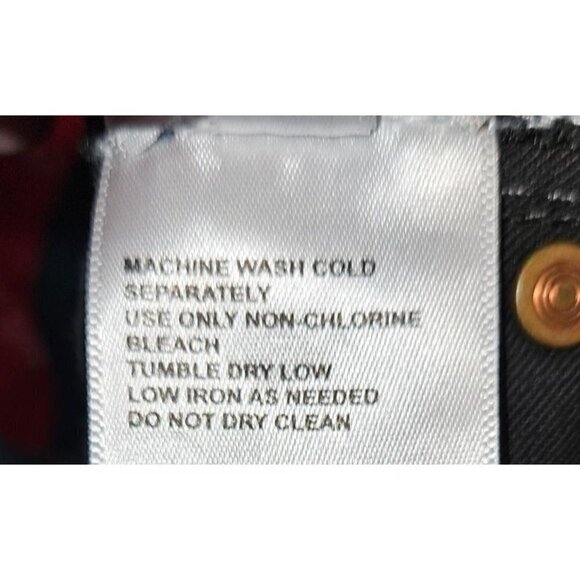 MACHINE WASH COLD
SEPARATELY
USE ONLY NON-CHLORINE
BLEACH
TUMBLE DRY LOW
LOW IRON AS NEEDED
DO NOT DRY CLEAN